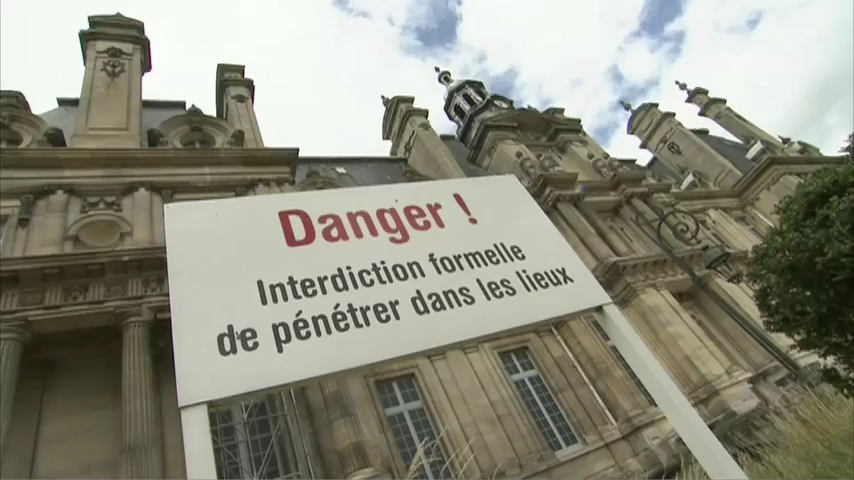 Danger !
Interdiction formelle
de pénétrer dans les lieux